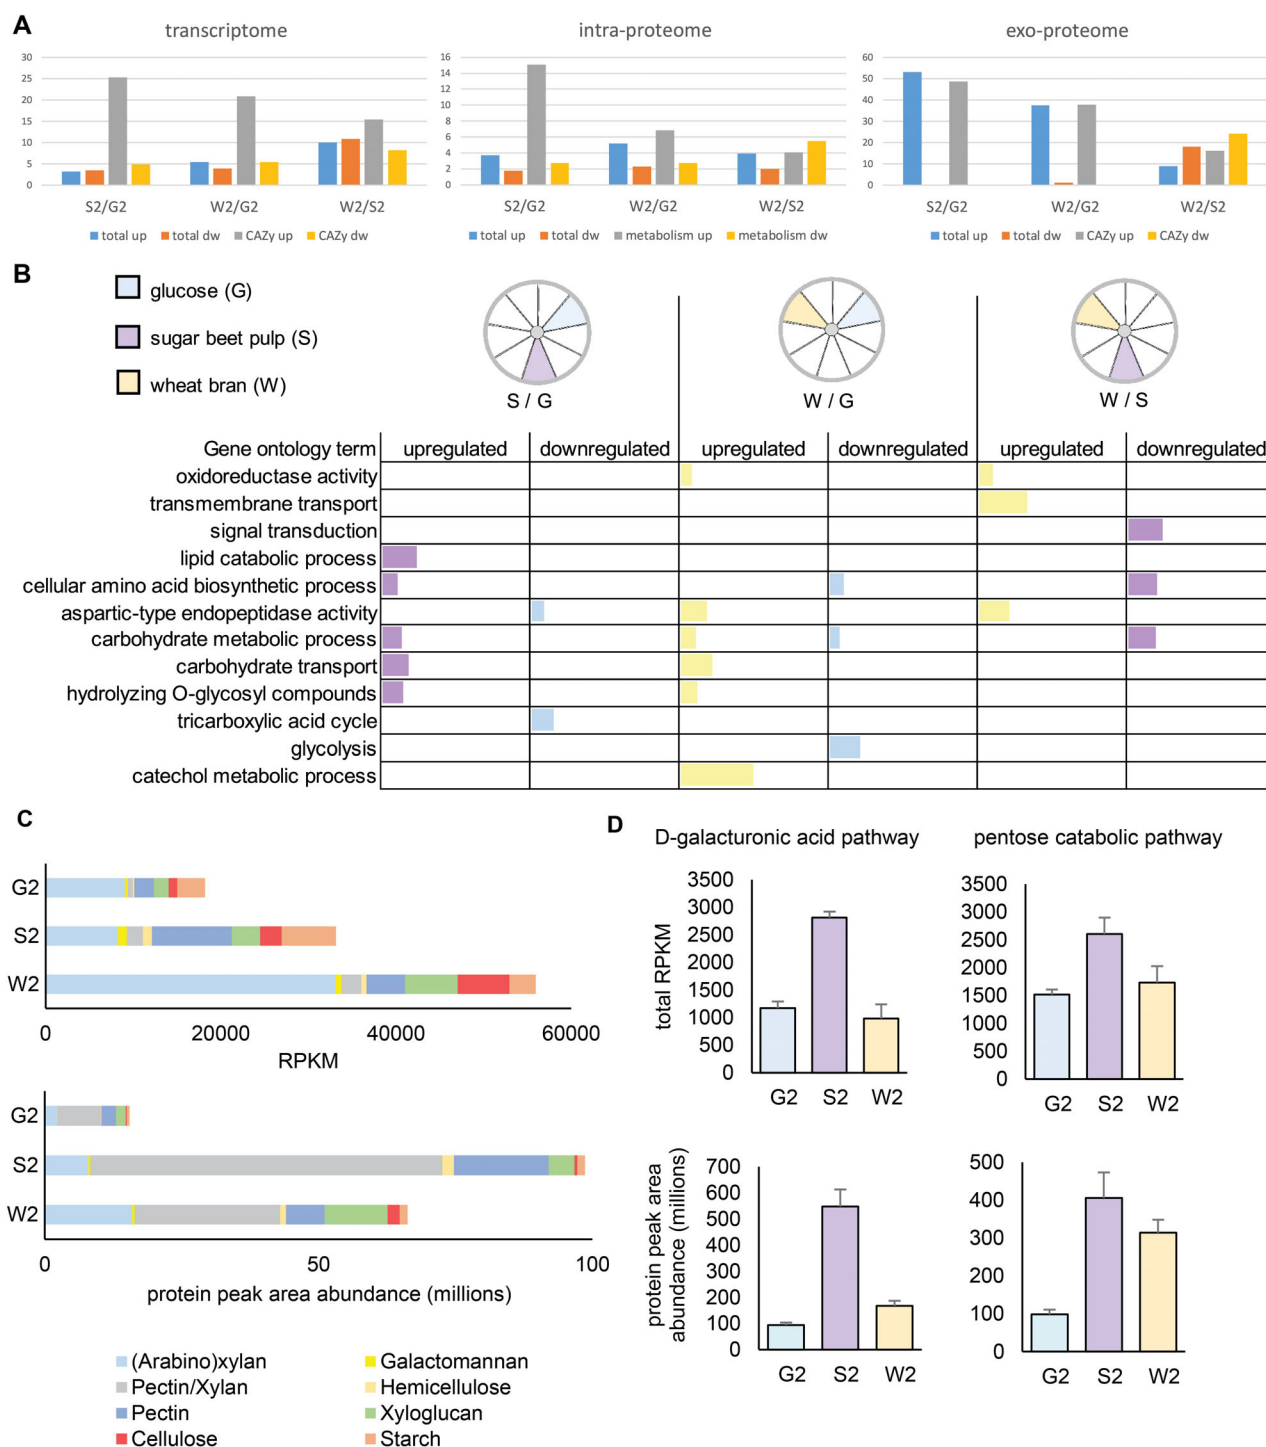 A
transcriptome
intra-proteome
exo-proteome
30
25
20
15
10
5
0
S2/G2 W2/G2 W2/S2
total up total dw CAZy up CAZy dw
16
14
12
10
8
6
4
2
0
S2/G2 W2/G2 W2/S2
total up total dw metabolism up metabolism dw
60
50
40
30
20
10
0
S2/G2 W2/G2 W2/S2
total up total dw CAZy up CAZy dw
B
glucose (G)
sugar beet pulp (S)
wheat bran (W)
S / G W / G W / S
Gene ontology term upregulated downregulated upregulated downregulated upregulated downregulated
oxidoreductase activity
transmembrane transport
signal transduction
lipid catabolic process
cellular amino acid biosynthetic process
aspartic-type endopeptidase activity
carbohydrate metabolic process
carbohydrate transport
hydrolyzing O-glycosyl compounds
tricarboxylic acid cycle
glycolysis
catechol metabolic process
C
G2
S2
W2
0 20000 40000 60000
RPKM
G2
S2
W2
0 50 100
protein peak area abundance (millions)
(Arabino)xylan Galactomannan
Pectin/Xylan Hemicellulose
Pectin Xyloglucan
Cellulose Starch
D
D-galacturonic acid pathway
pentose catabolic pathway
total RPKM
3500
3000
2500
2000
1500
1000
500
0
G2 S2 W2
3500
3000
2500
2000
1500
1000
500
0
G2 S2 W2
protein peak area
abundance (millions)
700
600
500
400
300
200
100
0
G2 S2 W2
500
400
300
200
100
0
G2 S2 W2